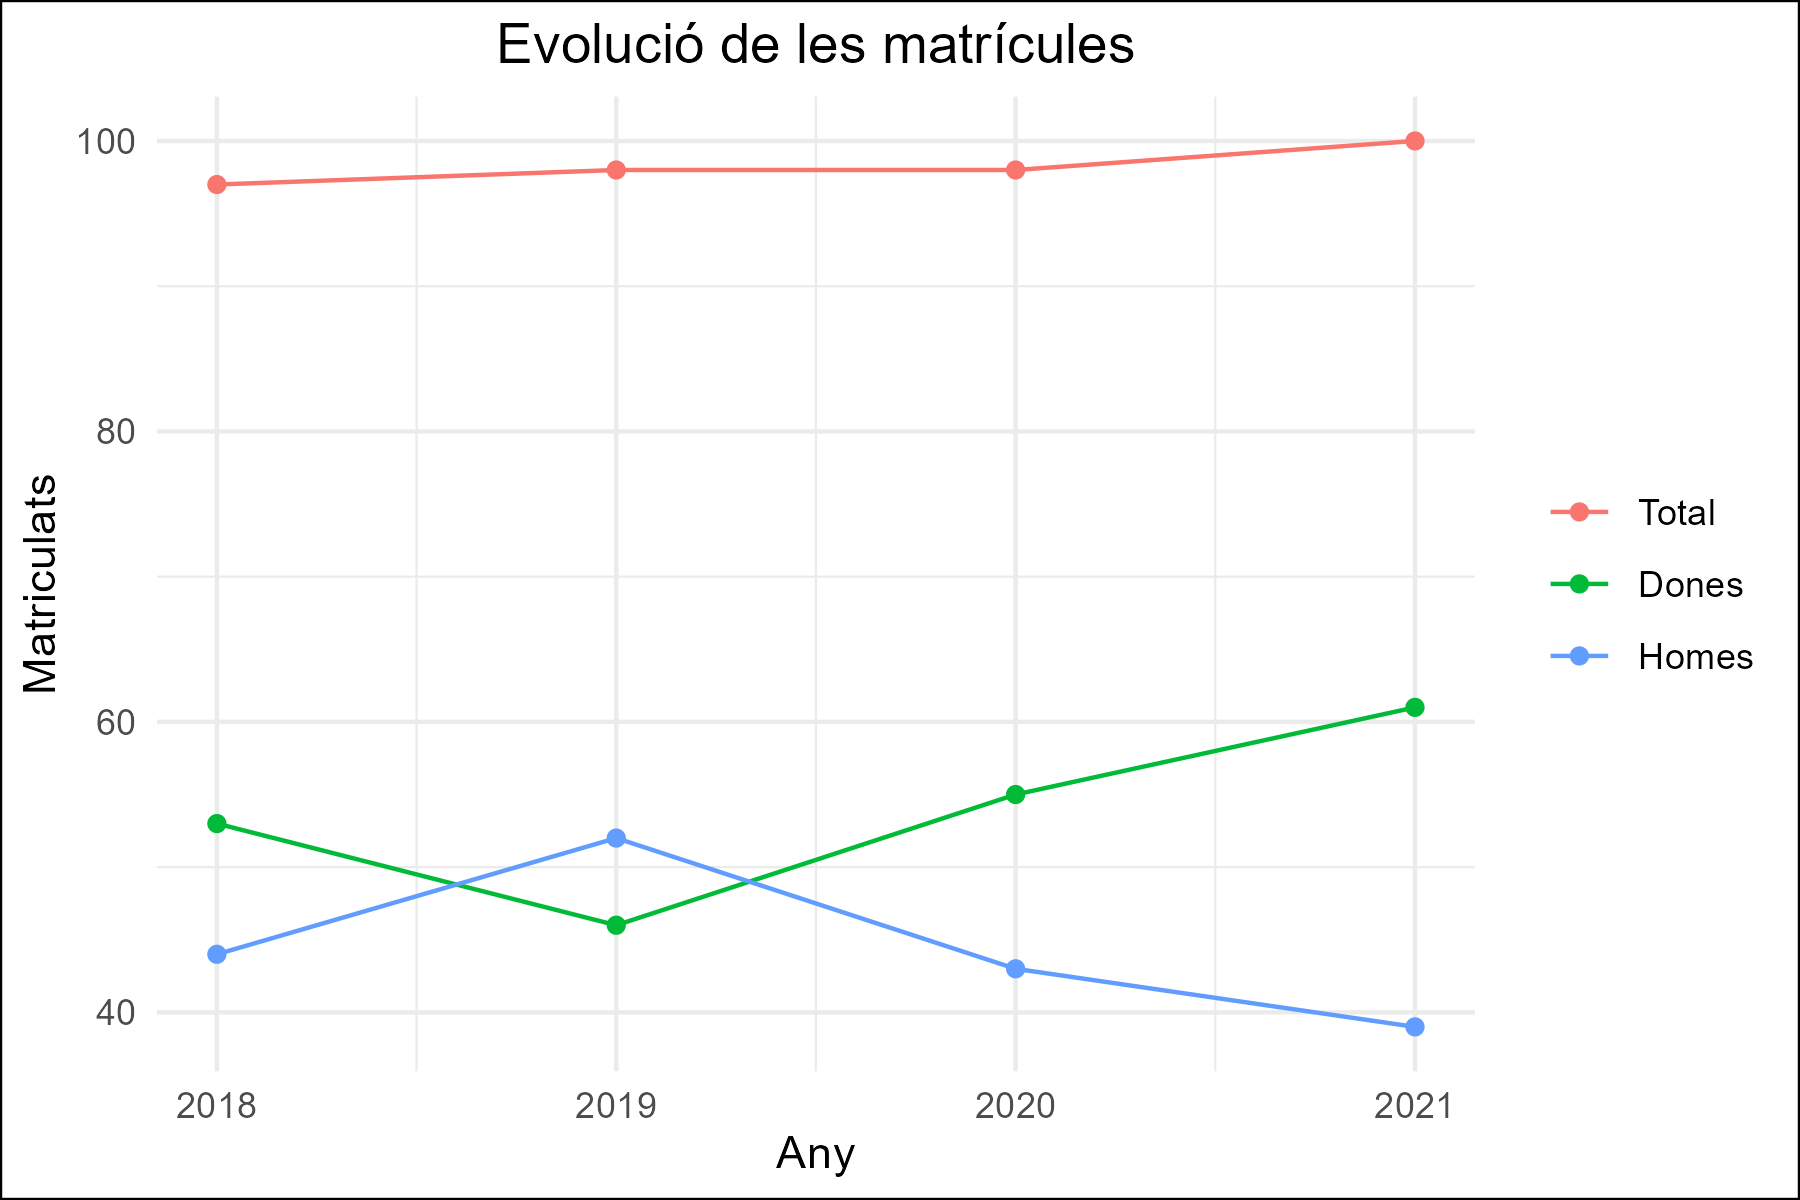 Evolució de les matrícules
100
80
60
40
Matriculats
2018
2019
2020
2021
Any
Total
Dones
Homes